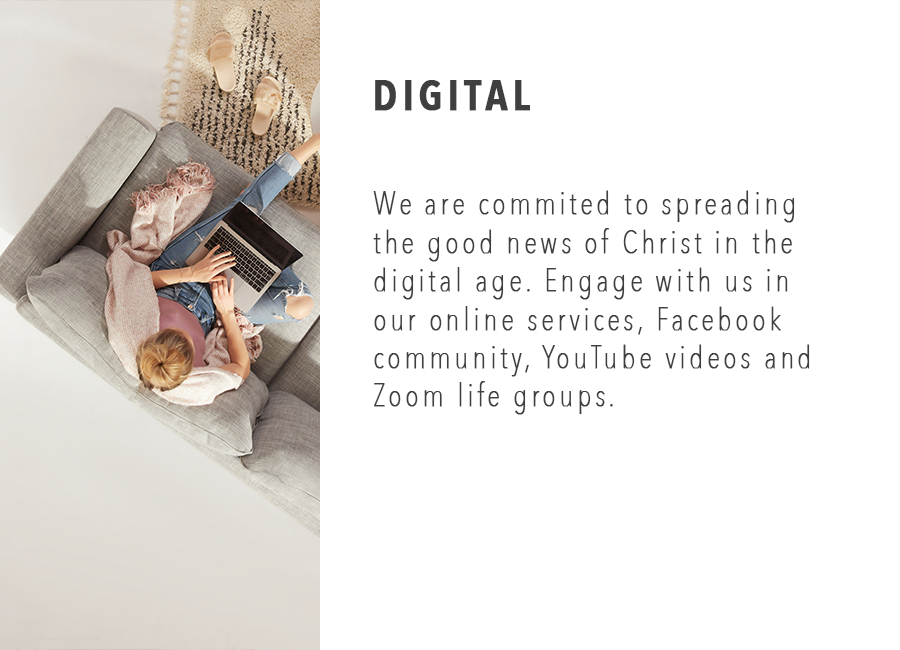 DIGITAL
We are commited to spreading
the good news of Christ in the
digital age. Engage with us in
our online services, Facebook
community, YouTube videos and
Zoom life groups.